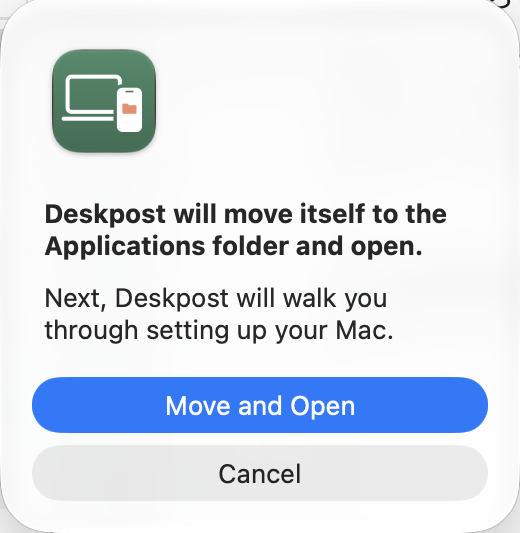 Deskpost will move itself to the
Applications folder and open.
Next, Deskpost will walk you
through setting up your Mac.
Move and Open
Cancel